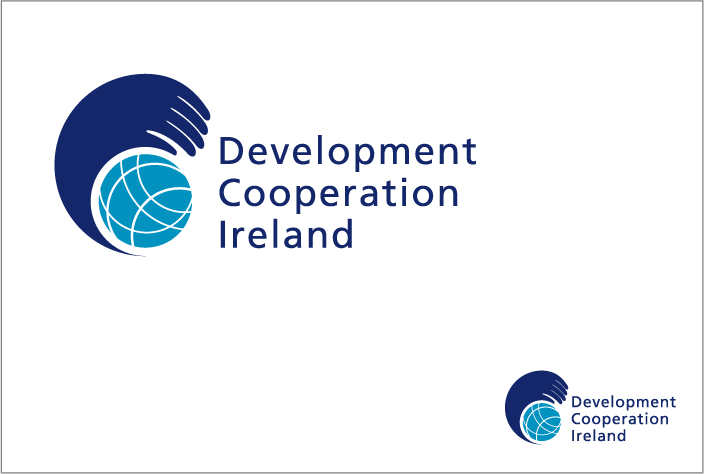 Development
Cooperation
Ireland
Development
Cooperation
Ireland